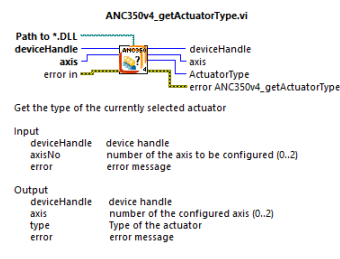 ANC350v4_getActuatorType.vi
Path to *.DLL
deviceHandle
axis
error in
ANC350
?
4
deviceHandle
axis
ActuatorType
error ANC350v4_getActuatorType
Get the type of the currently selected actuator
Input
deviceHandle device handle
axisNo number of the axis to be configured (0..2)
error error message
Output
deviceHandle device handle
axis number of the configured axis (0..2)
type Type of the actuator
error error message